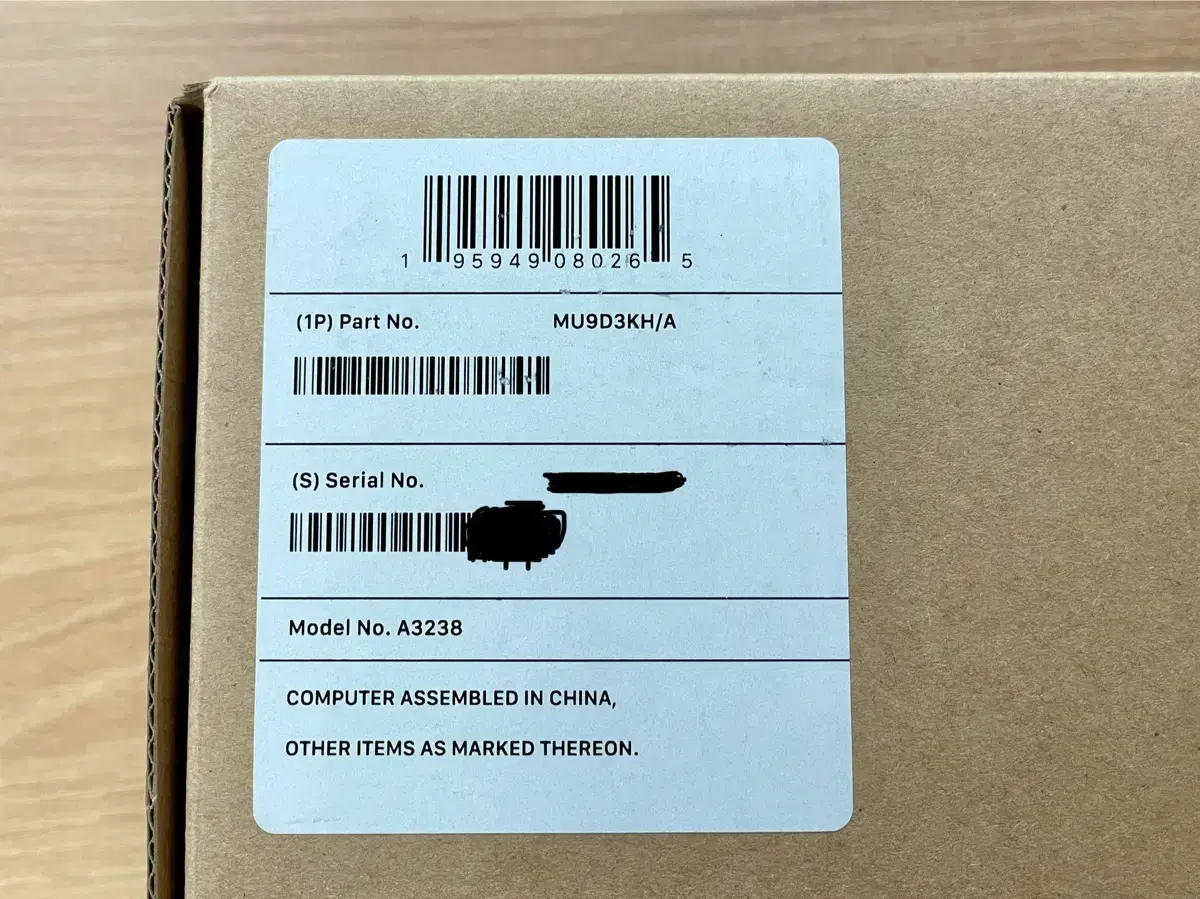 1 95949 08026 5
(1P) Part No. MU9D3KH/A
(S) Serial No.
Model No. A3238
COMPUTER ASSEMBLED IN CHINA,
OTHER ITEMS AS MARKED THEREON.